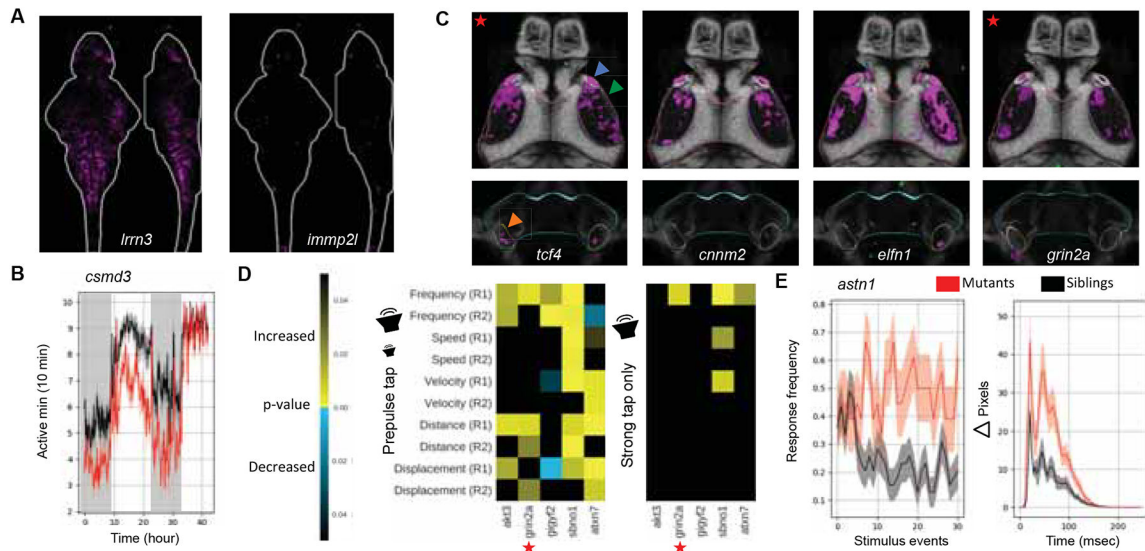 A
lrrn3
immp2l
C
tcf4
cnnm2
elfn1
grin2a
B
csmd3
Active min (10 min)
10
9
8
7
6
5
4
3
2
0
10
20
30
40
Time (hour)
D
Increased
p-value
Decreased
0.04
0.02
0.00
0.02
0.04
Prepulse tap
Frequency (R1)
Frequency (R2)
Speed (R1)
Speed (R2)
Velocity (R1)
Velocity (R2)
Distance (R1)
Distance (R2)
Displacement (R1)
Displacement (R2)
akt3
grin2a
gigyf2
sbno1
atxn7
Strong tap only
akt3
grin2a
gigyf2
sbno1
atxn7
E
astn1
Mutants
Siblings
Response frequency
0.8
0.7
0.6
0.5
0.4
0.3
0.2
0.1
0
10
20
30
Stimulus events
Δ Pixels
50
40
30
20
10
0
0
100
200
Time (msec)